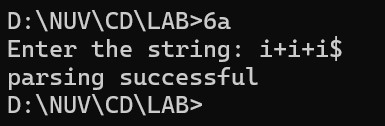 D:\NUV\CD\LAB>6a
Enter the string: i+i+i$
parsing successful
D:\NUV\CD\LAB>